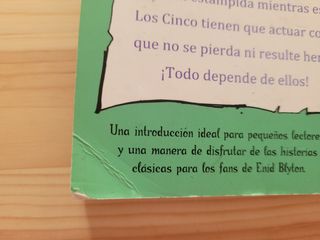 estampida mientras es
Los Cinco tienen que actuar co
que no se pierda ni resulte her
¡Todo depende de ellos!
Una introducción ideal para pequeños lectore
y una manera de disfrutar de las historias
clásicas para los fans de Enid Blyton.